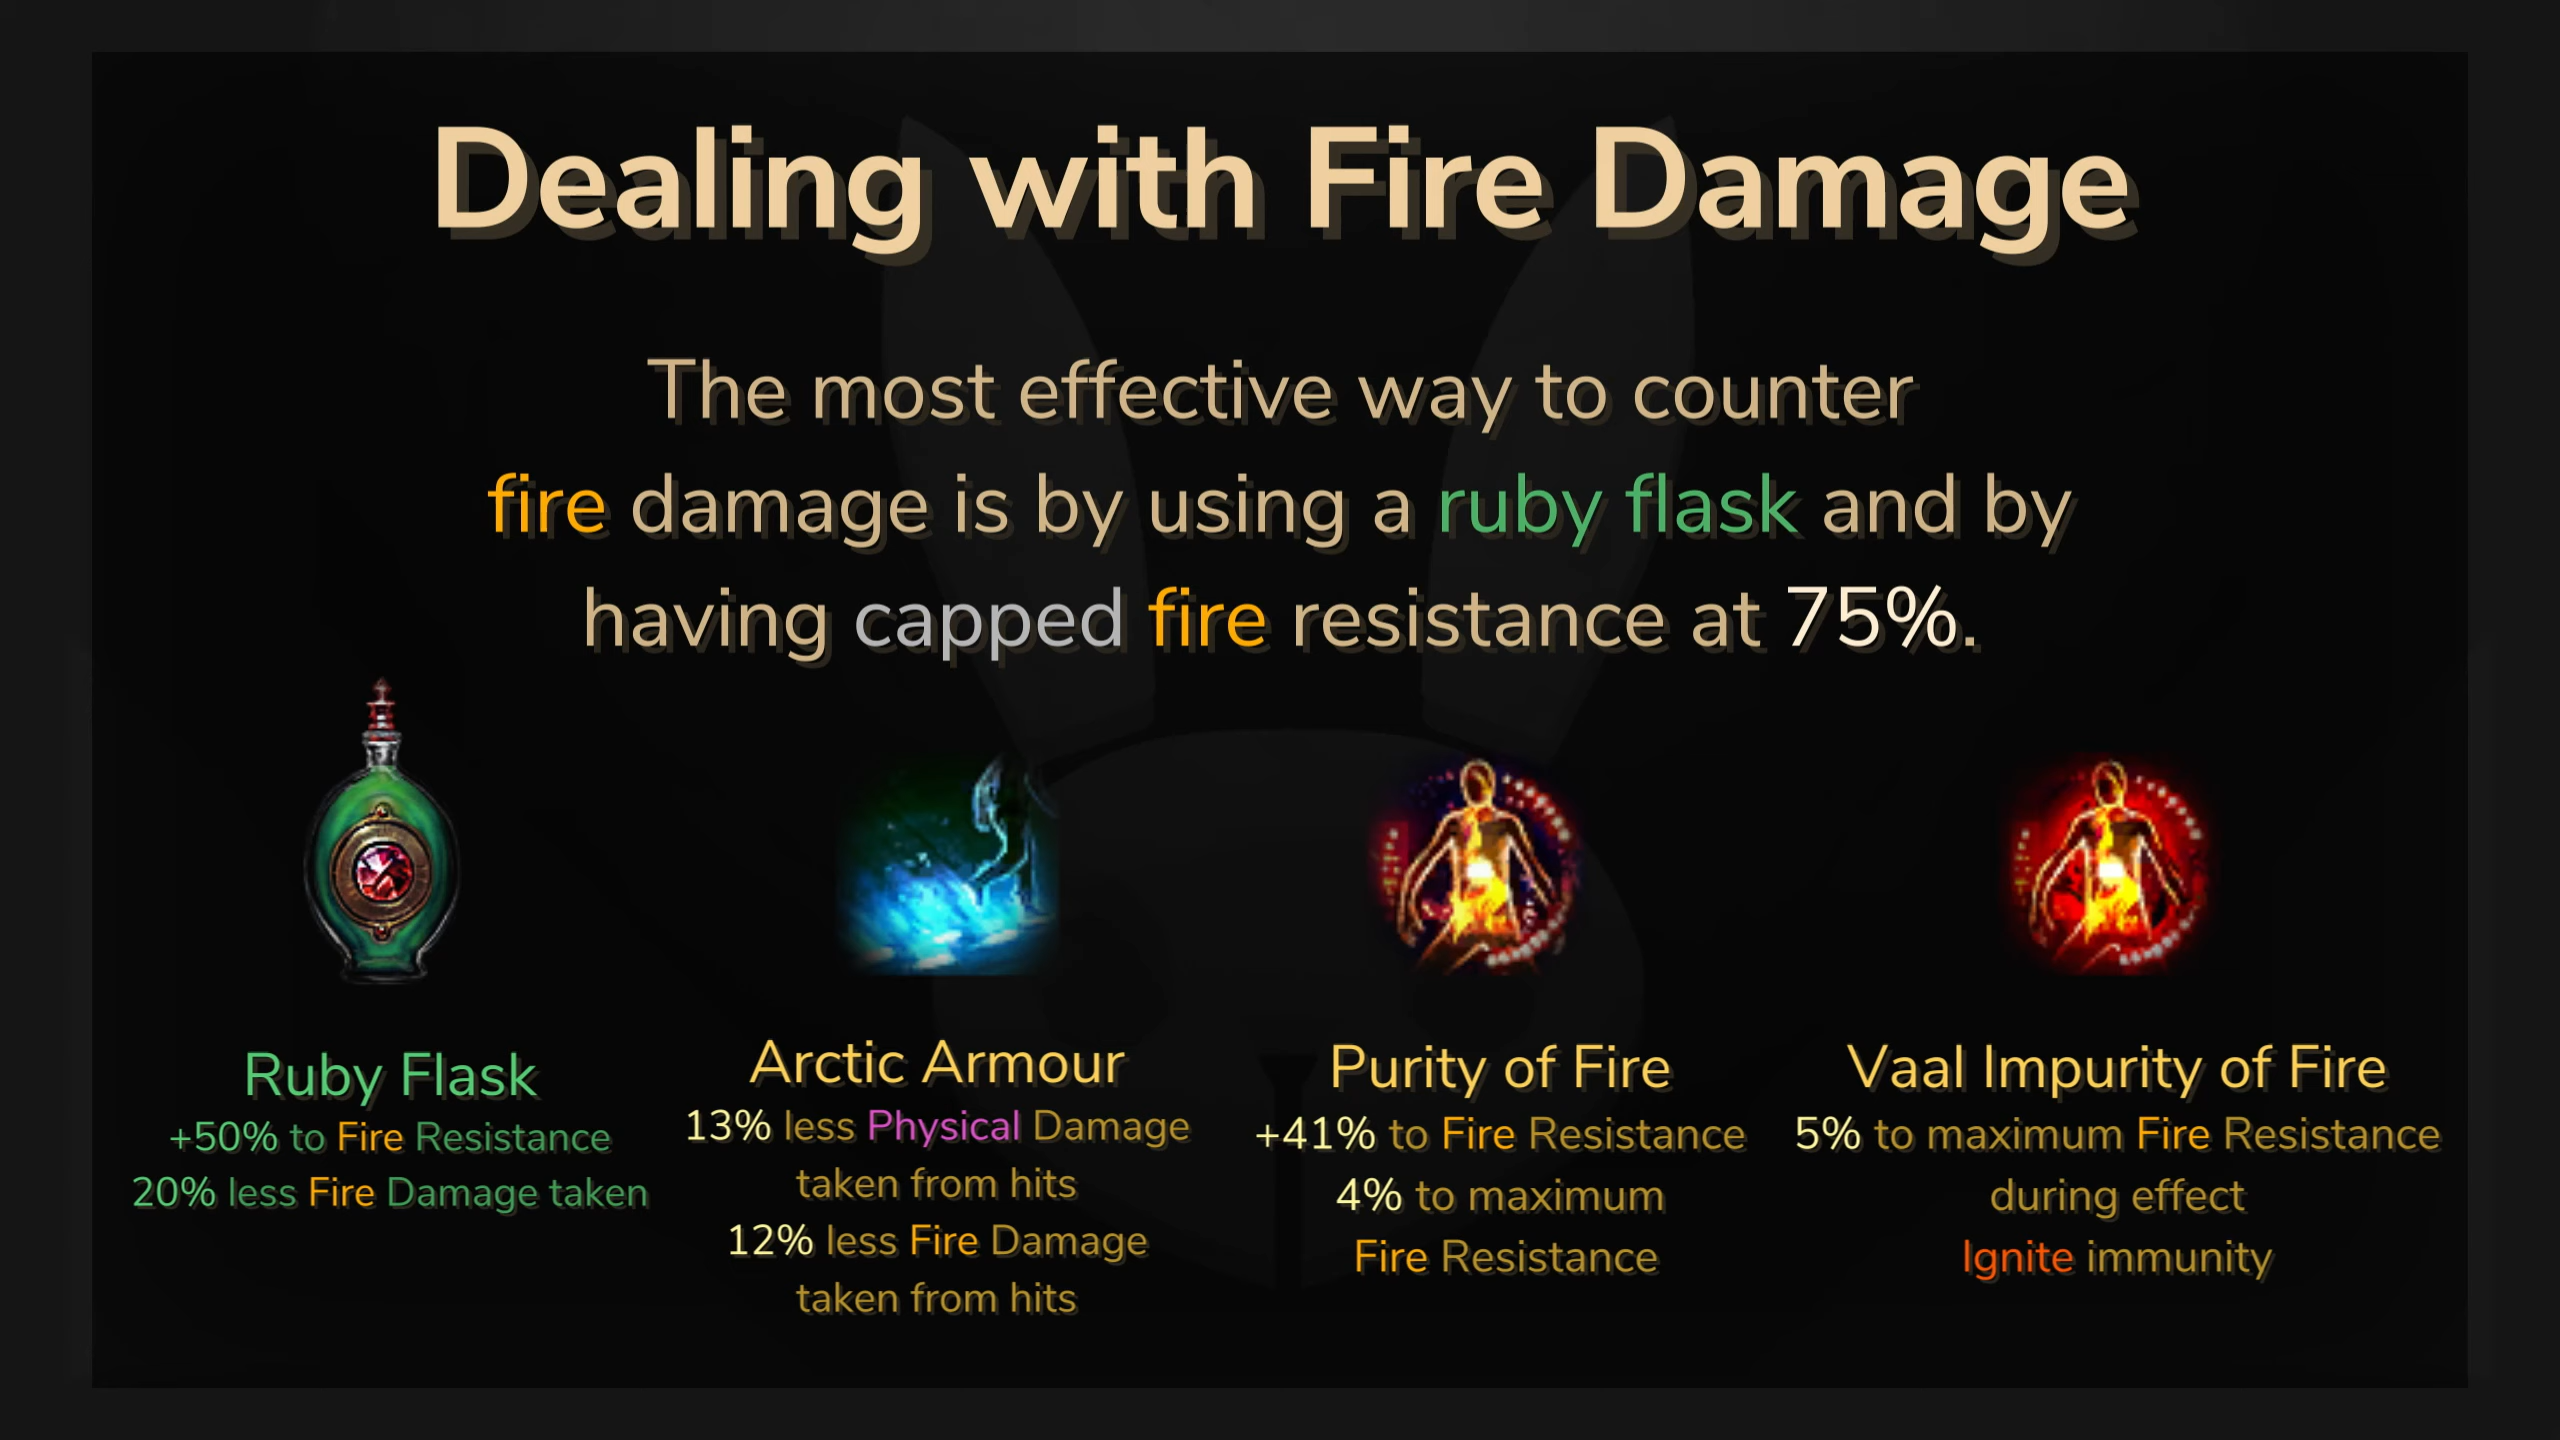 Dealing with Fire Damage
The most effective way to counter
fire damage is by using a ruby flask and by
having capped fire resistance at 75%.
Ruby Flask
+50% to Fire Resistance
20% less Fire Damage taken
Arctic Armour
13% less Physical Damage
taken from hits
12% less Fire Damage
taken from hits
Purity of Fire
+41% to Fire Resistance
4% to maximum
Fire Resistance
Vaal Impurity of Fire
5% to maximum Fire Resistance
during effect
Ignite immunity